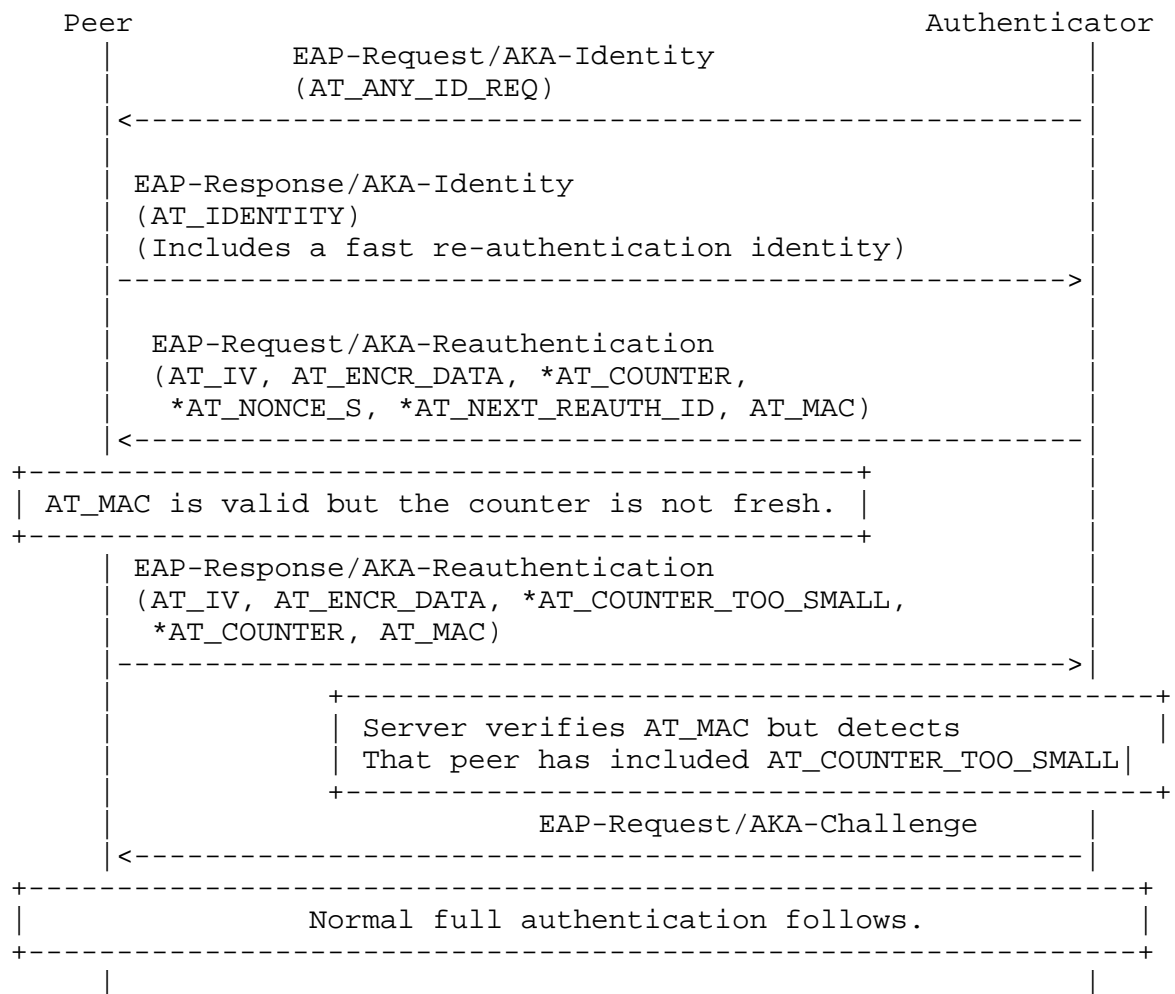 Peer Authenticator
EAP-Request/AKA-Identity
(AT_ANY_ID_REQ)
EAP-Response/AKA-Identity
(AT_IDENTITY)
(Includes a fast re-authentication identity)
EAP-Request/AKA-Reauthentication
(AT_IV, AT_ENCR_DATA, *AT_COUNTER,
*AT_NONCE_S, *AT_NEXT_REAUTH_ID, AT_MAC)
AT_MAC is valid but the counter is not fresh.
EAP-Response/AKA-Reauthentication
(AT_IV, AT_ENCR_DATA, *AT_COUNTER_TOO_SMALL,
*AT_COUNTER, AT_MAC)
Server verifies AT_MAC but detects
That peer has included AT_COUNTER_TOO_SMALL
EAP-Request/AKA-Challenge
Normal full authentication follows.